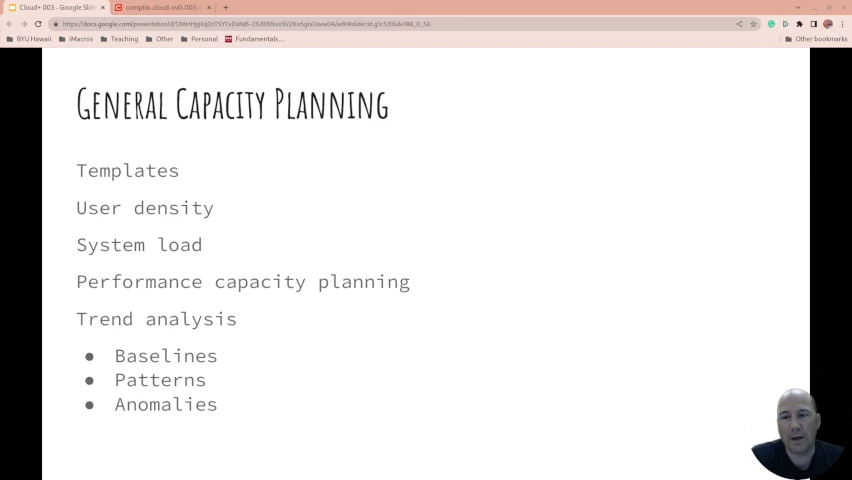 Cloud+ 003 - Google Slid
comptia-cloud-cv0-003-
BYU Hawaii
iMacros
Teaching
Other
Personal
Fundamentals...
Other bookmarks
General Capacity Planning
Templates
User density
System load
Performance capacity planning
Trend analysis
● Baselines
● Patterns
● Anomalies